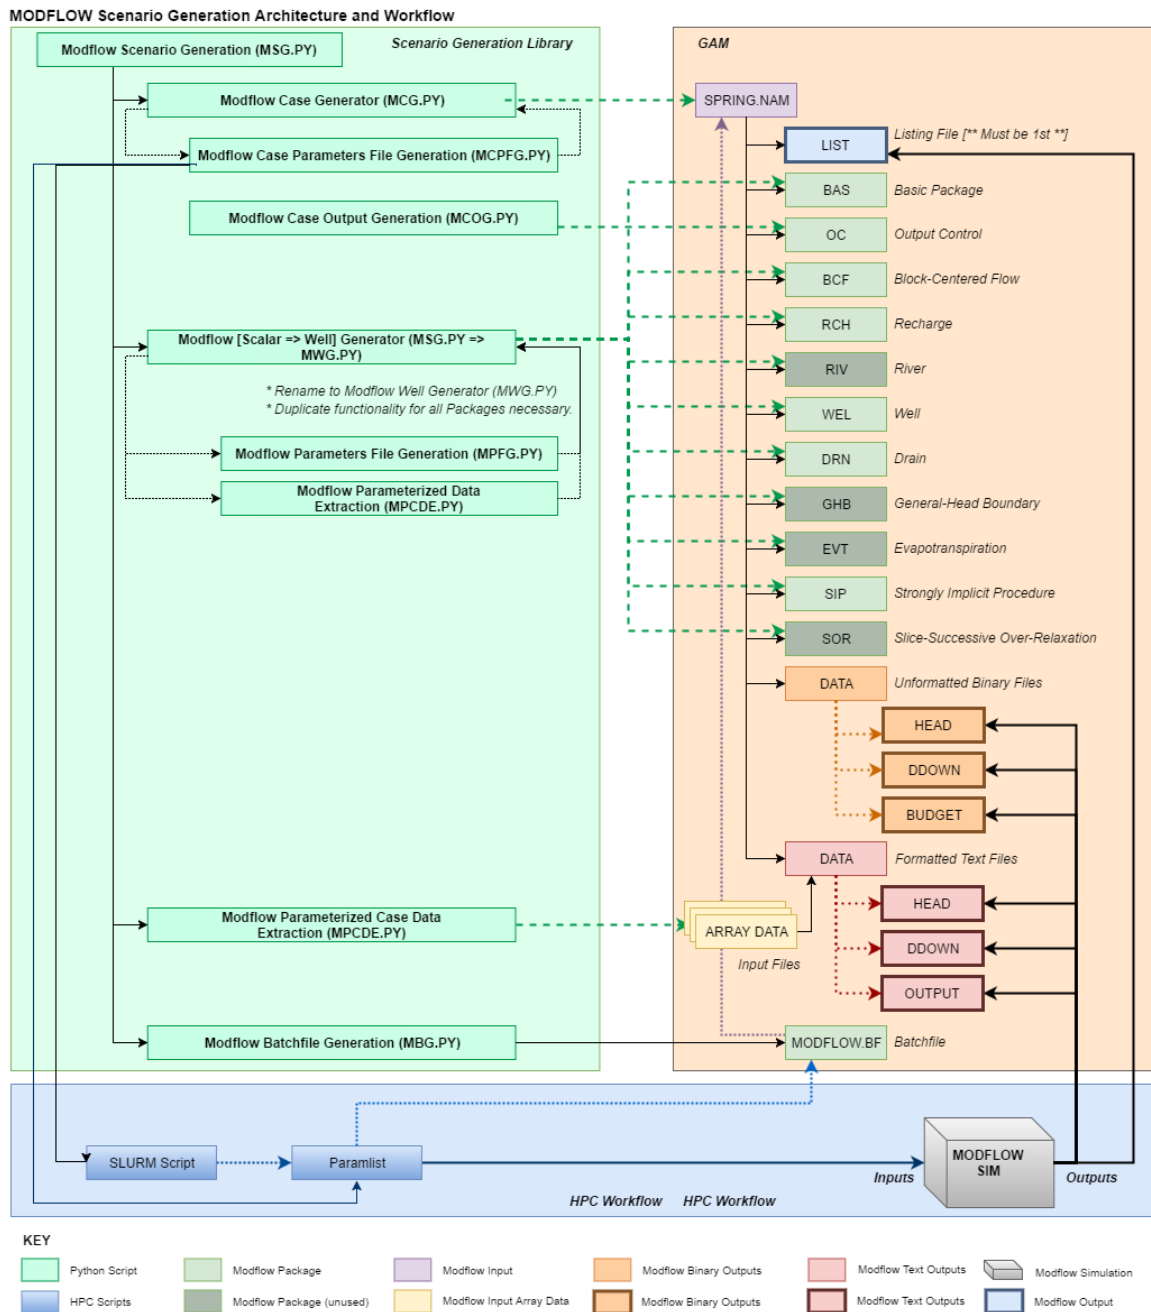 MODFLOW Scenario Generation Architecture and Workflow
Scenario Generation Library
GAM
Modflow Scenario Generation (MSG.PY)
Modflow Case Generator (MCG.PY)
SPRING.NAM
LIST
Listing File [** Must be 1st **]
Modflow Case Parameters File Generation (MCPFG.PY)
BAS
Basic Package
Modflow Case Output Generation (MCOG.PY)
OC
Output Control
BCF
Block-Centered Flow
RCH
Recharge
Modflow [Scalar => Well] Generator (MSG.PY =>
MWG.PY)
RIV
River
* Rename to Modflow Well Generator (MWG.PY)
* Duplicate functionality for all Packages necessary.
WEL
Well
Modflow Parameters File Generation (MPFG.PY)
DRN
Drain
Modflow Parameterized Data
Extraction (MPCDE.PY)
GHB
General-Head Boundary
EVT
Evapotranspiration
SIP
Strongly Implicit Procedure
SOR
Slice-Successive Over-Relaxation
DATA
Unformatted Binary Files
HEAD
DDOWN
BUDGET
DATA
Formatted Text Files
HEAD
Modflow Parameterized Case Data
Extraction (MPCDE.PY)
ARRAY DATA
Input Files
DDOWN
OUTPUT
Modflow Batchfile Generation (MBG.PY)
MODFLOW.BF
Batchfile
SLURM Script
Paramlist
MODFLOW
SIM
Inputs
Outputs
HPC Workflow
HPC Workflow
KEY
Python Script
Modflow Package
Modflow Input
Modflow Binary Outputs
Modflow Text Outputs
Modflow Simulation
HPC Scripts
Modflow Package (unused)
Modflow Input Array Data
Modflow Binary Outputs
Modflow Text Outputs
Modflow Output